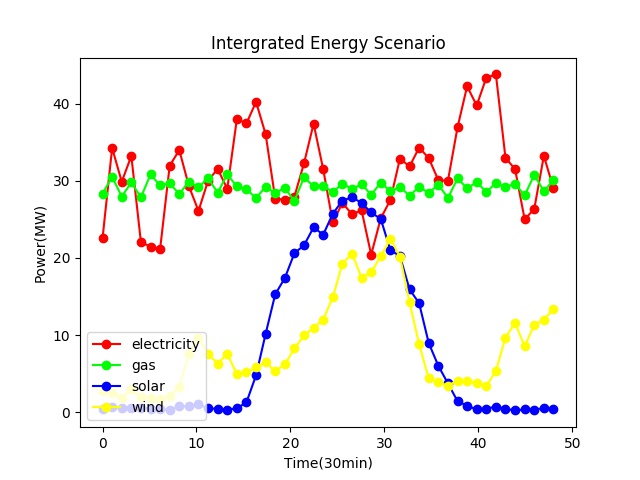 Intergrated Energy Scenario
Power(MW)
40
30
20
10
0
electricity
gas
solar
wind
0 10 20 30 40 50
Time(30min)